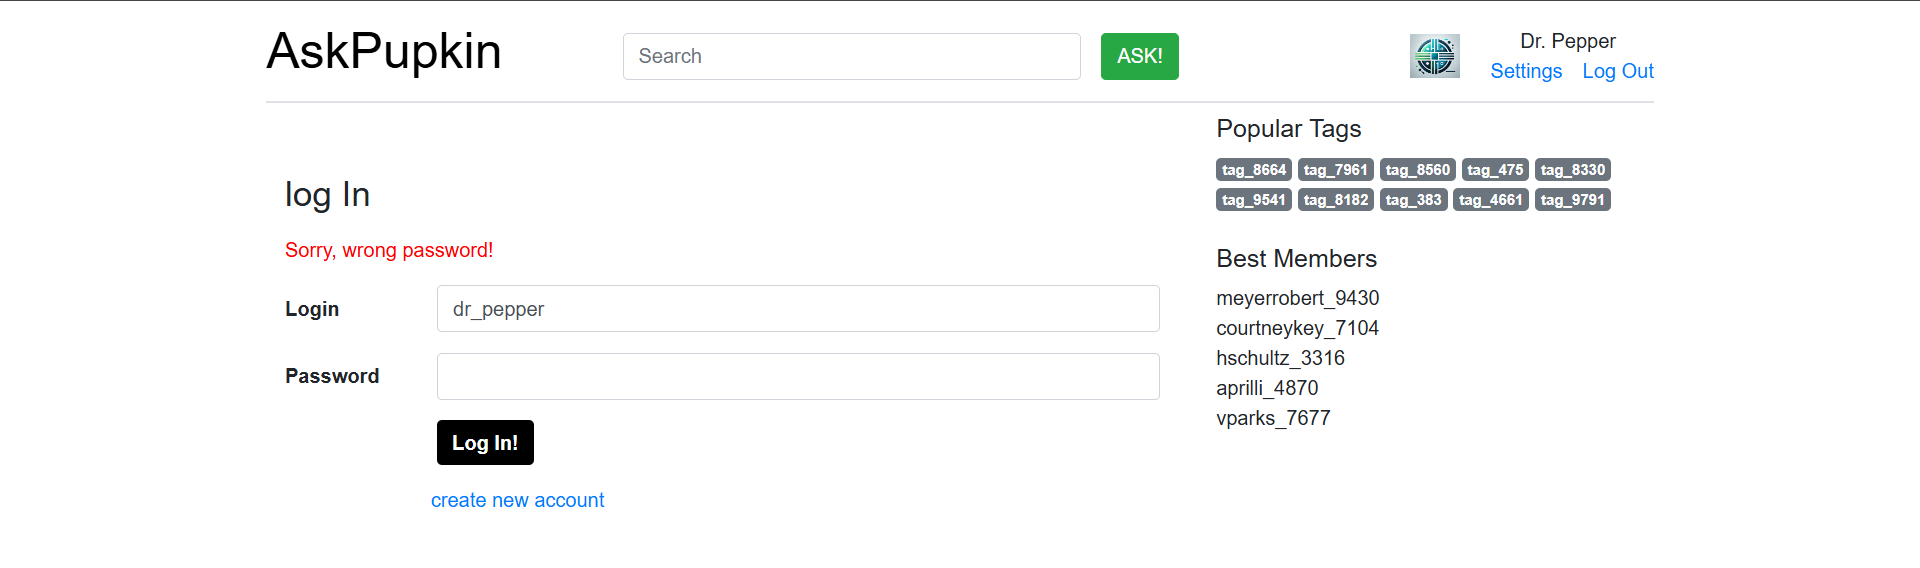 AskPupkin
Search
ASK!
Dr. Pepper
Settings Log Out
log In
Sorry, wrong password!
Login
dr_pepper
Password
Log In!
create new account
Popular Tags
tag_8664 tag_7961 tag_8560 tag_475 tag_8330
tag_9541 tag_8182 tag_383 tag_4661 tag_9791
Best Members
meyerrobert_9430
courtneykey_7104
hschultz_3316
aprilli_4870
vparks_7677